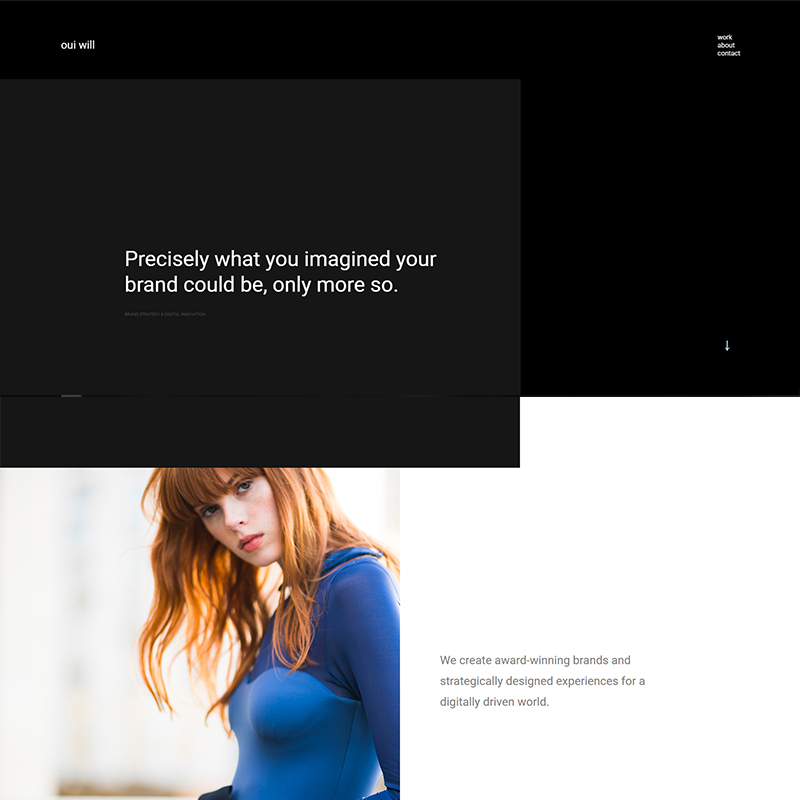 oui will
work
about
contact
Precisely what you imagined your
brand could be, only more so.
BRAND STRATEGY & DIGITAL INNOVATION
↓
We create award-winning brands and
strategically designed experiences for a
digitally driven world.